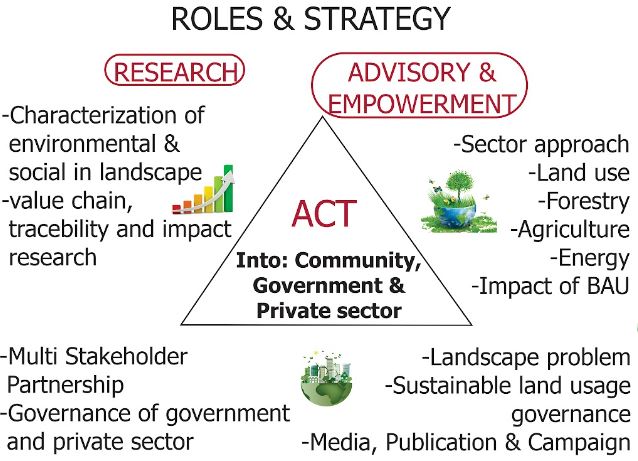 ROLES & STRATEGY
RESEARCH
-Characterization of
environmental &
social in landscape
-value chain,
tracebility and impact
research
ADVISORY &
EMPOWERMENT
-Sector approach
-Land use
-Forestry
-Agriculture
-Energy
-Impact of BAU
ACT
Into: Community,
Government &
Private sector
-Multi Stakeholder
Partnership
-Governance of government
and private sector
-Landscape problem
-Sustainable land usage
governance
-Media, Publication & Campaign